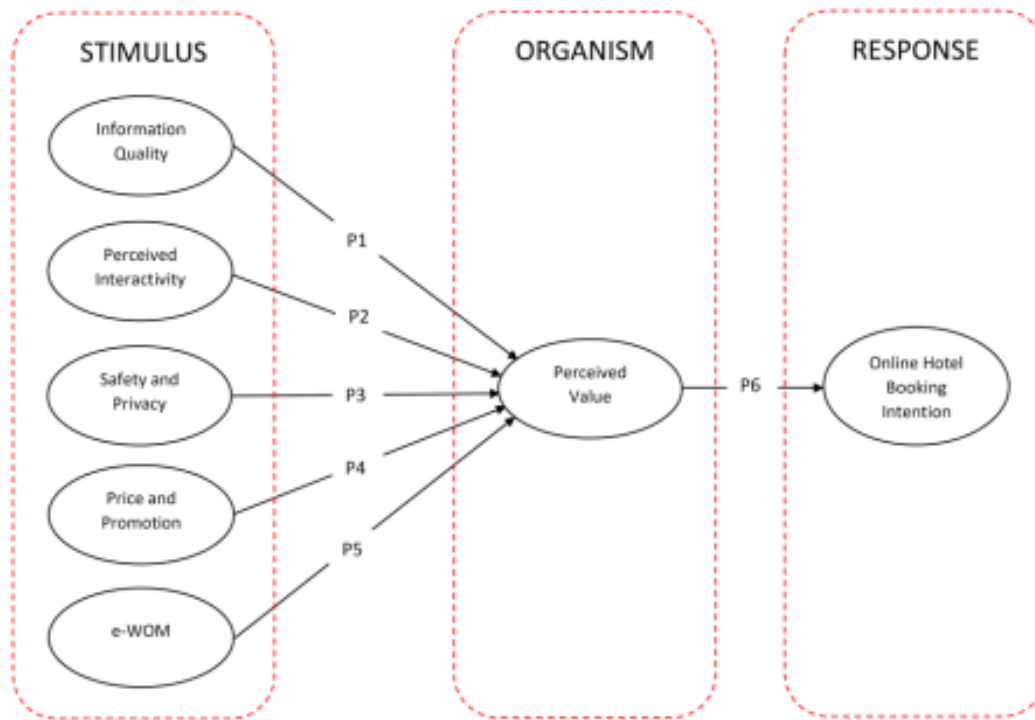 STIMULUS
Information
Quality
Perceived
Interactivity
Safety and
Privacy
Price and
Promotion
e-WOM
P1
P2
P3
P4
P5
ORGANISM
Perceived
Value
P6
RESPONSE
Online Hotel
Booking
Intention